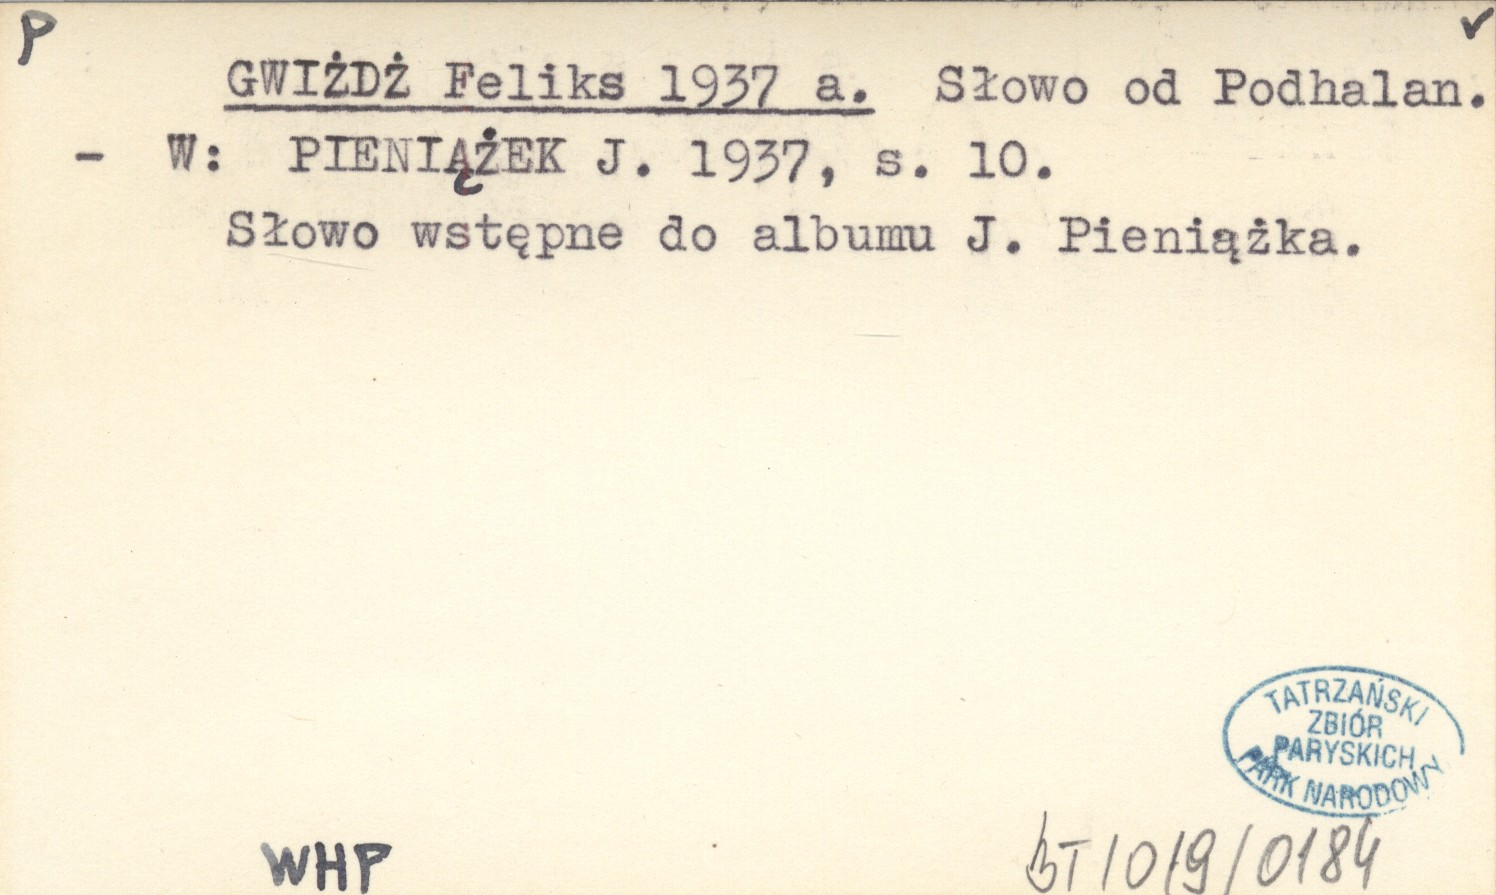 P ✓
GWIŻDŻ Feliks 1937 a. Słowo od Podhalan.
- W: PIENIĄŻEK J. 1937, s. 10.
Słowo wstępne do albumu J. Pieniążka.
TATRZAŃSKI
ZBIÓR
PARYSKICH
PARK NARODOWY
WHP
BT/019/0184